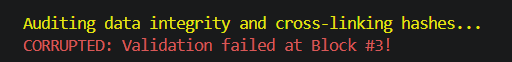 Auditing data integrity and cross-linking hashes...
CORRUPTED: Validation failed at Block #3!